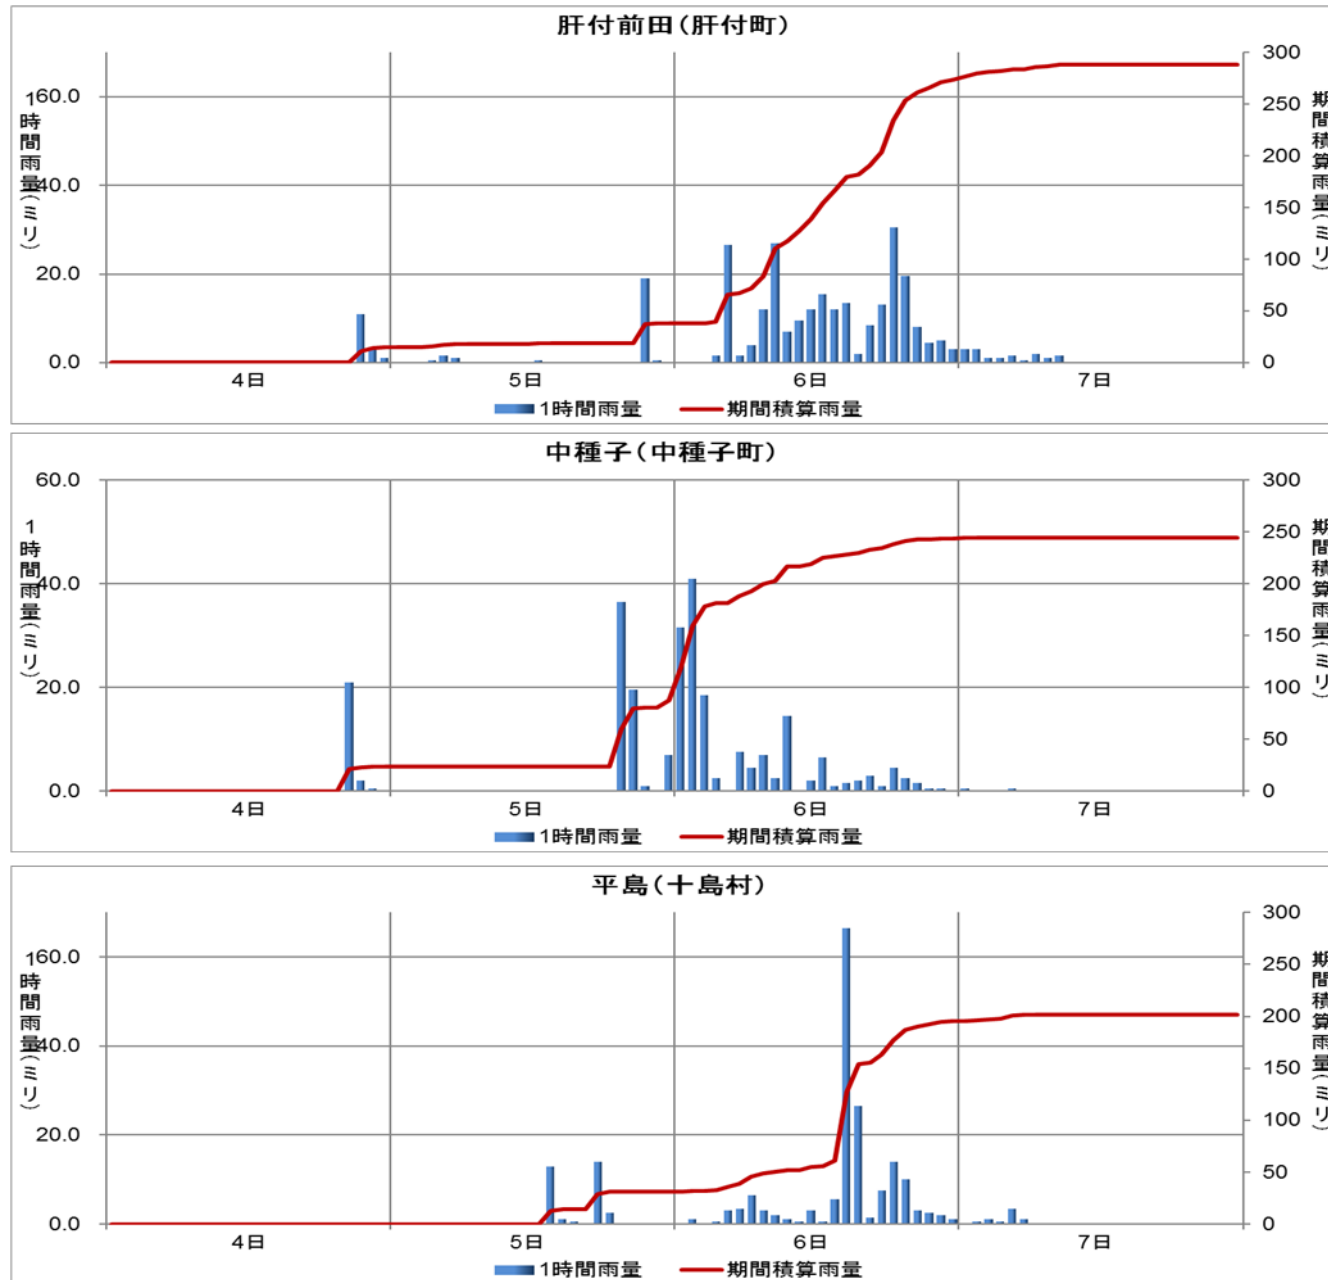 肝付前田(肝付町)
1時間雨量(ミリ)
60.0
40.0
20.0
0.0
300
250
200
150
100
50
0
期間積算雨量(ミリ)
4日 5日 6日 7日
1時間雨量 期間積算雨量
中種子(中種子町)
1時間雨量(ミリ)
60.0
40.0
20.0
0.0
300
250
200
150
100
50
0
期間積算雨量(ミリ)
4日 5日 6日 7日
1時間雨量 期間積算雨量
平島(十島村)
1時間雨量(ミリ)
60.0
40.0
20.0
0.0
300
250
200
150
100
50
0
期間積算雨量(ミリ)
4日 5日 6日 7日
1時間雨量 期間積算雨量